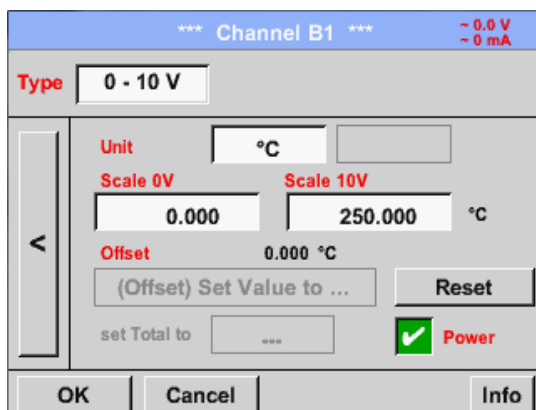 *** Channel B1 ***
~ 0.0 V
~ 0 mA
Type 0 - 10 V
Unit °C
Scale 0V Scale 10V
0.000 250.000 °C
<
Offset 0.000 °C
(Offset) Set Value to ... Reset
set Total to ... Power
OK Cancel Info